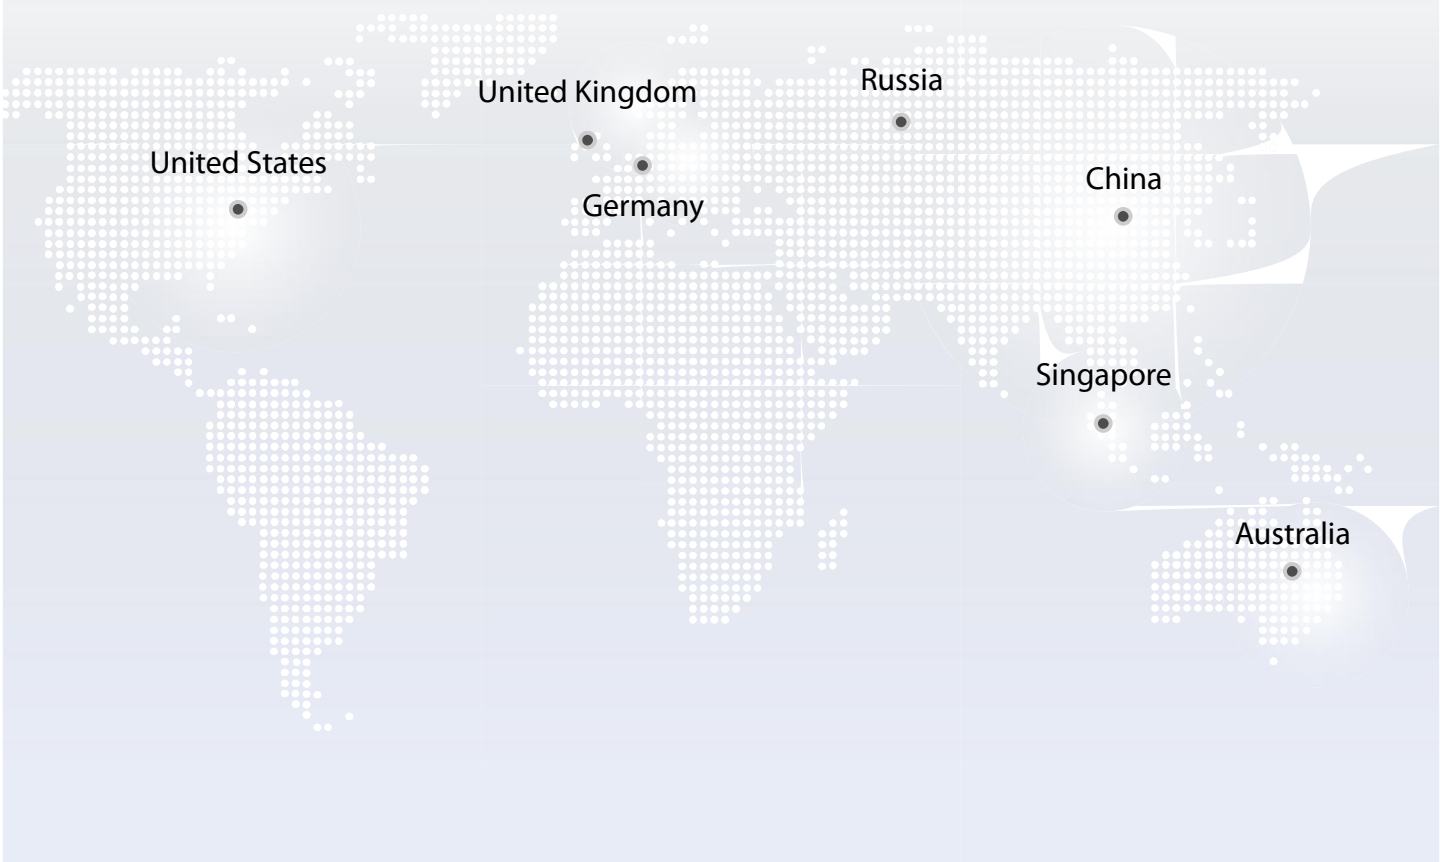 Russia
United Kingdom
United States
China
Germany
Singapore
Australia